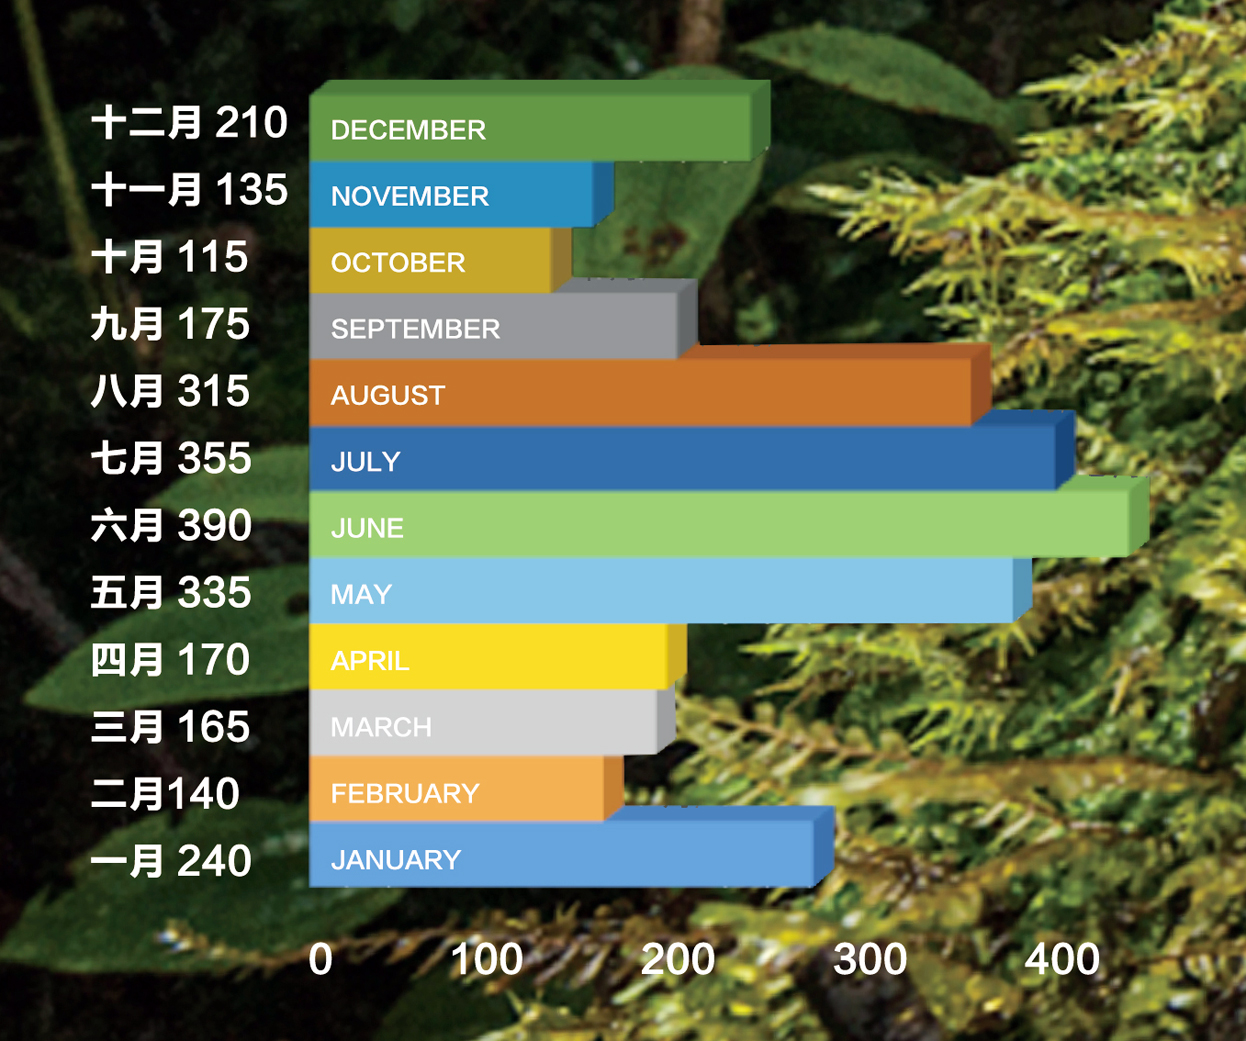 十二月 210 DECEMBER
十一月 135 NOVEMBER
十月 115 OCTOBER
九月 175 SEPTEMBER
八月 315 AUGUST
七月 355 JULY
六月 390 JUNE
五月 335 MAY
四月 170 APRIL
三月 165 MARCH
二月140 FEBRUARY
一月 240 JANUARY
0 100 200 300 400